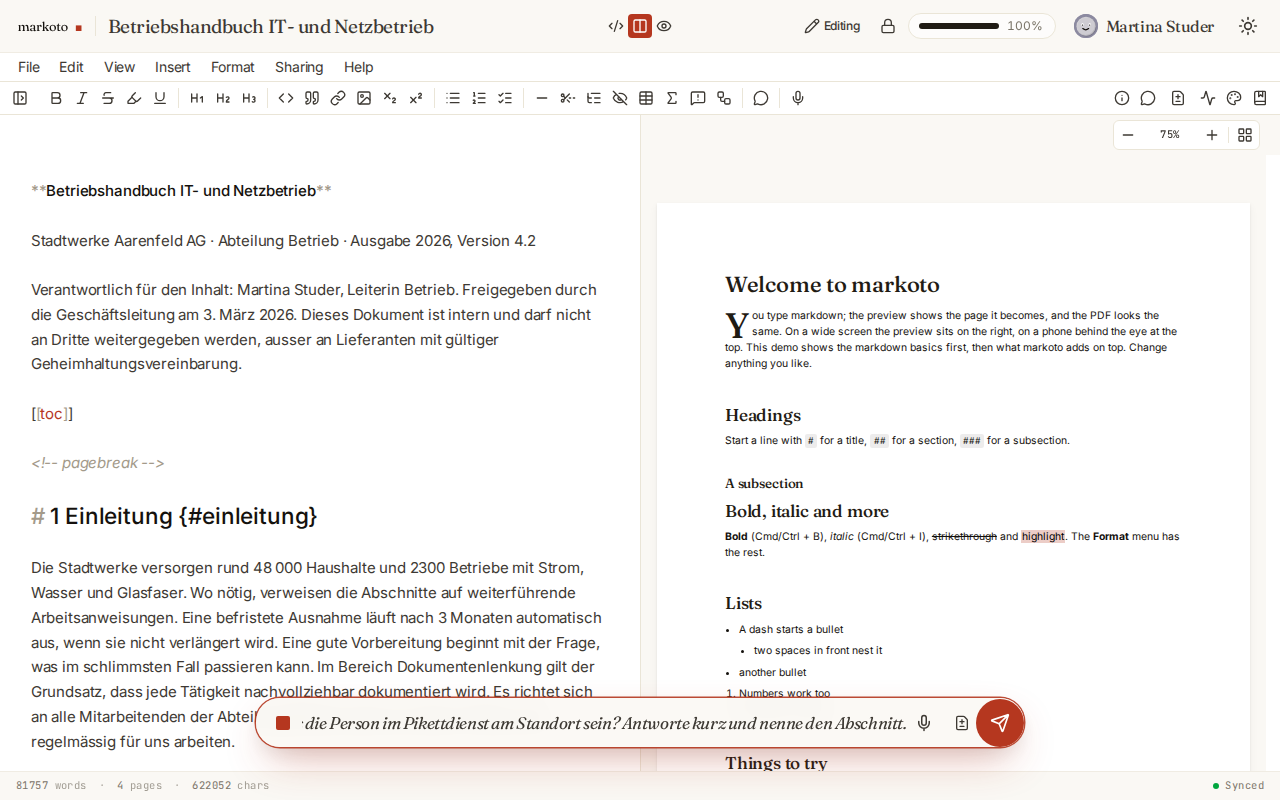 markoto
Betriebshandbuch IT- und Netzbetrieb
Editing
100%
Martina Studer
File Edit View Insert Format Sharing Help
H1 H2 H3
75%
**Betriebshandbuch IT- und Netzbetrieb**
Stadtwerke Aarenfeld AG · Abteilung Betrieb · Ausgabe 2026, Version 4.2
Verantwortlich für den Inhalt: Martina Studer, Leiterin Betrieb. Freigegeben durch
die Geschäftsleitung am 3. März 2026. Dieses Dokument ist intern und darf nicht
an Dritte weitergegeben werden, ausser an Lieferanten mit gültiger
Geheimhaltungsvereinbarung.
[[toc]]
<!-- pagebreak -->
# 1 Einleitung {#einleitung}
Die Stadtwerke versorgen rund 48 000 Haushalte und 2300 Betriebe mit Strom,
Wasser und Glasfaser. Wo nötig, verweisen die Abschnitte auf weiterführende
Arbeitsanweisungen. Eine befristete Ausnahme läuft nach 3 Monaten automatisch
aus, wenn sie nicht verlängert wird. Eine gute Vorbereitung beginnt mit der Frage,
was im schlimmsten Fall passieren kann. Im Bereich Dokumentenlenkung gilt der
Grundsatz, dass jede Tätigkeit nachvollziehbar dokumentiert wird. Es richtet sich
an alle Mitarbeitenden der
regelmässig für uns arbeiten.
Welcome to markoto
You type markdown; the preview shows the page it becomes, and the PDF looks the
same. On a wide screen the preview sits on the right, on a phone behind the eye at the
top. This demo shows the markdown basics first, then what markoto adds on top. Change
anything you like.
Headings
Start a line with # for a title, ## for a section, ### for a subsection.
A subsection
Bold, italic and more
Bold (Cmd/Ctrl + B), italic (Cmd/Ctrl + I), strikethrough and highlight. The Format menu has
the rest.
Lists
• A dash starts a bullet
• two spaces in front nest it
• another bullet
1. Numbers work too
Things to try
die Person im Pikettdienst am Standort sein? Antworte kurz und nenne den Abschnitt.
81757 words · 4 pages · 622052 chars
Synced